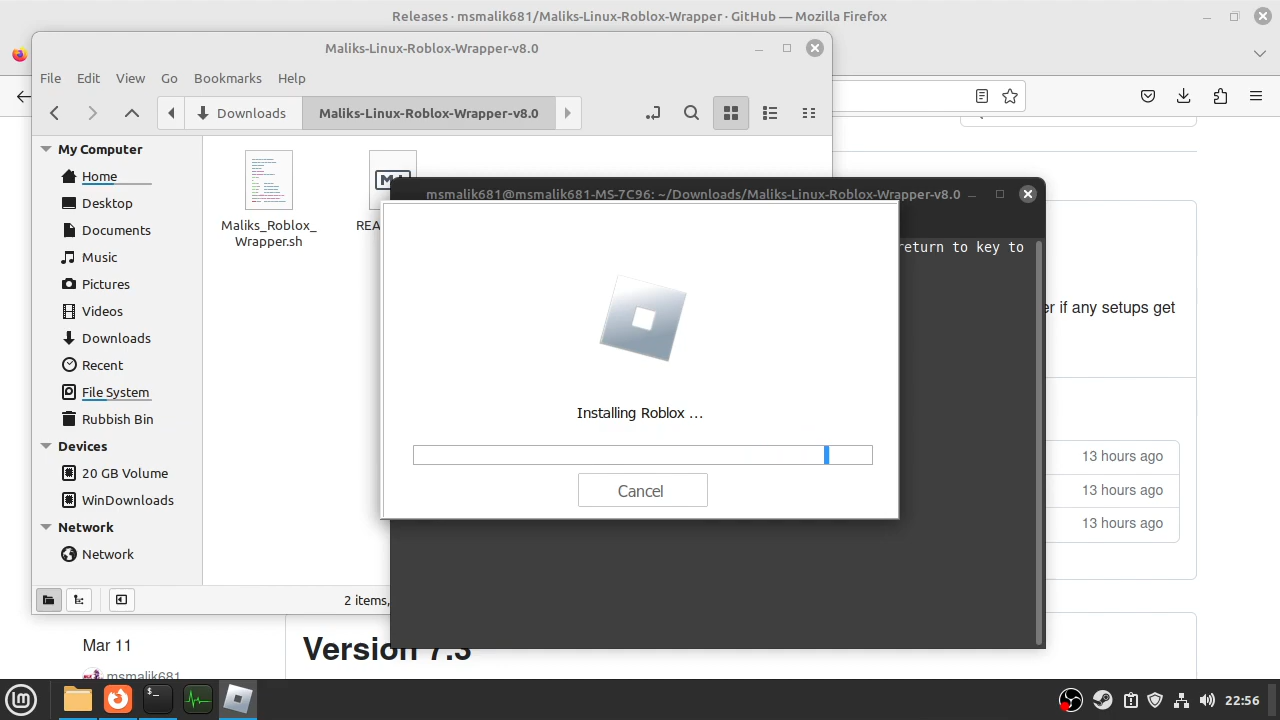 Releases · msmalik681/Maliks-Linux-Roblox-Wrapper · GitHub — Mozilla Firefox
Maliks-Linux-Roblox-Wrapper-v8.0
File Edit View Go Bookmarks Help
Downloads
Maliks-Linux-Roblox-Wrapper-v8.0
My Computer
Home
Desktop
Documents
Music
Pictures
Videos
Downloads
Recent
File System
Rubbish Bin
Devices
20 GB Volume
WinDownloads
Network
Network
Maliks_Roblox_
Wrapper.sh
REA
2 items,
msmalik681@msmalik681-MS-7C96: ~/Downloads/Maliks-Linux-Roblox-Wrapper-v8.0
return to key to
Installing Roblox ...
Cancel
er if any setups get
13 hours ago
13 hours ago
13 hours ago
Mar 11
msmalik681
Version 7.3
22:56